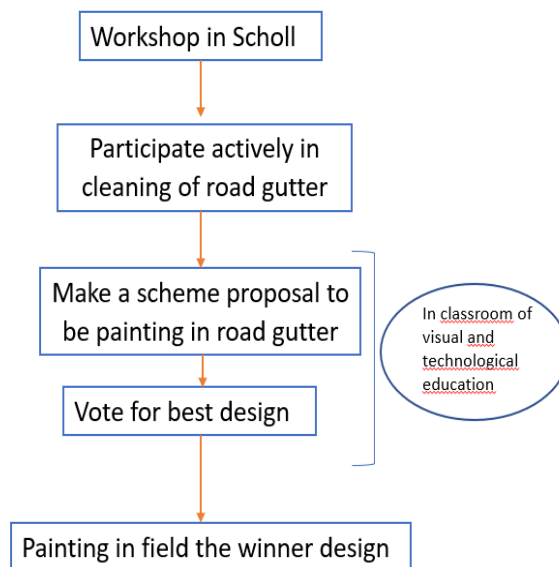 Workshop in Scholl
Participate actively in
cleaning of road gutter
Make a scheme proposal to
be painting in road gutter
In classroom of
visual and
technological
education
Vote for best design
Painting in field the winner design